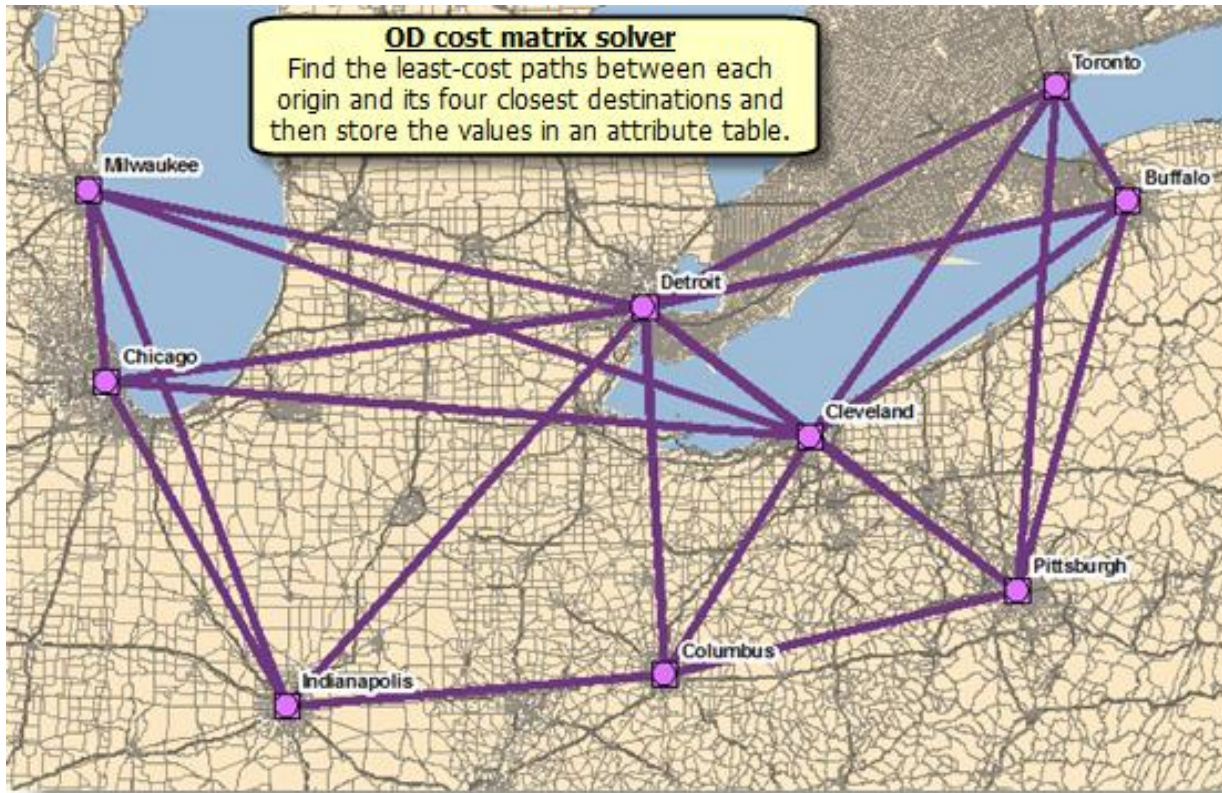 OD cost matrix solver
Find the least-cost paths between each
origin and its four closest destinations and
then store the values in an attribute table.
Toronto
Milwaukee
Buffalo
Detroit
Chicago
Cleveland
Pittsburgh
Columbus
Indianapolis